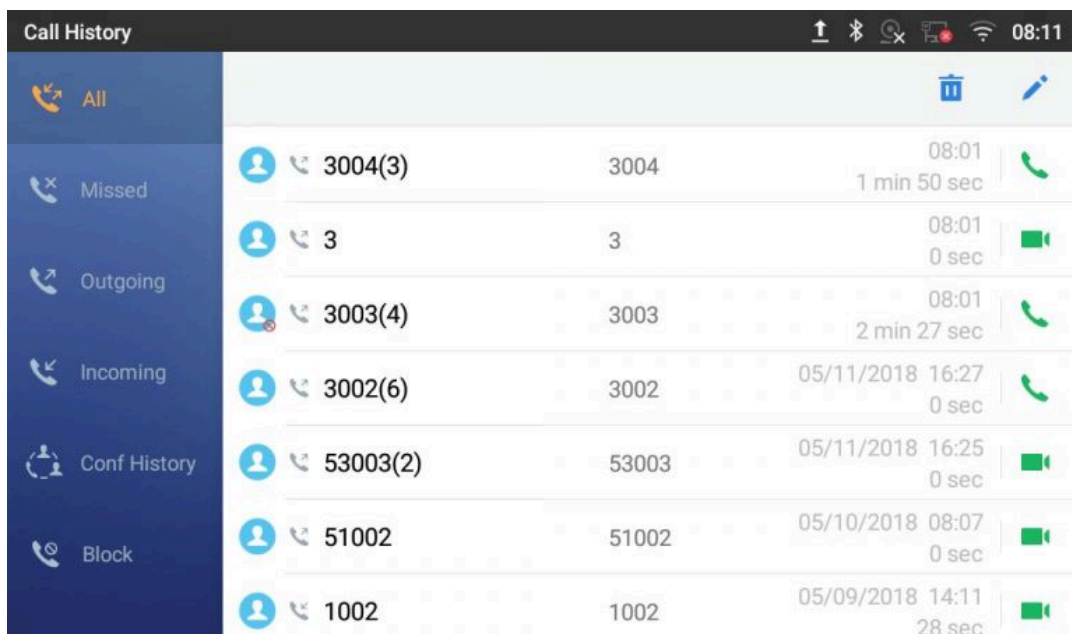 Call History 08:11
All
Missed
Outgoing
Incoming
Conf History
Block
3004(3) 3004 08:01
1 min 50 sec
3 3 08:01
0 sec
3003(4) 3003 08:01
2 min 27 sec
3002(6) 3002 05/11/2018 16:27
0 sec
53003(2) 53003 05/11/2018 16:25
0 sec
51002 51002 05/10/2018 08:07
0 sec
1002 1002 05/09/2018 14:11
28 sec